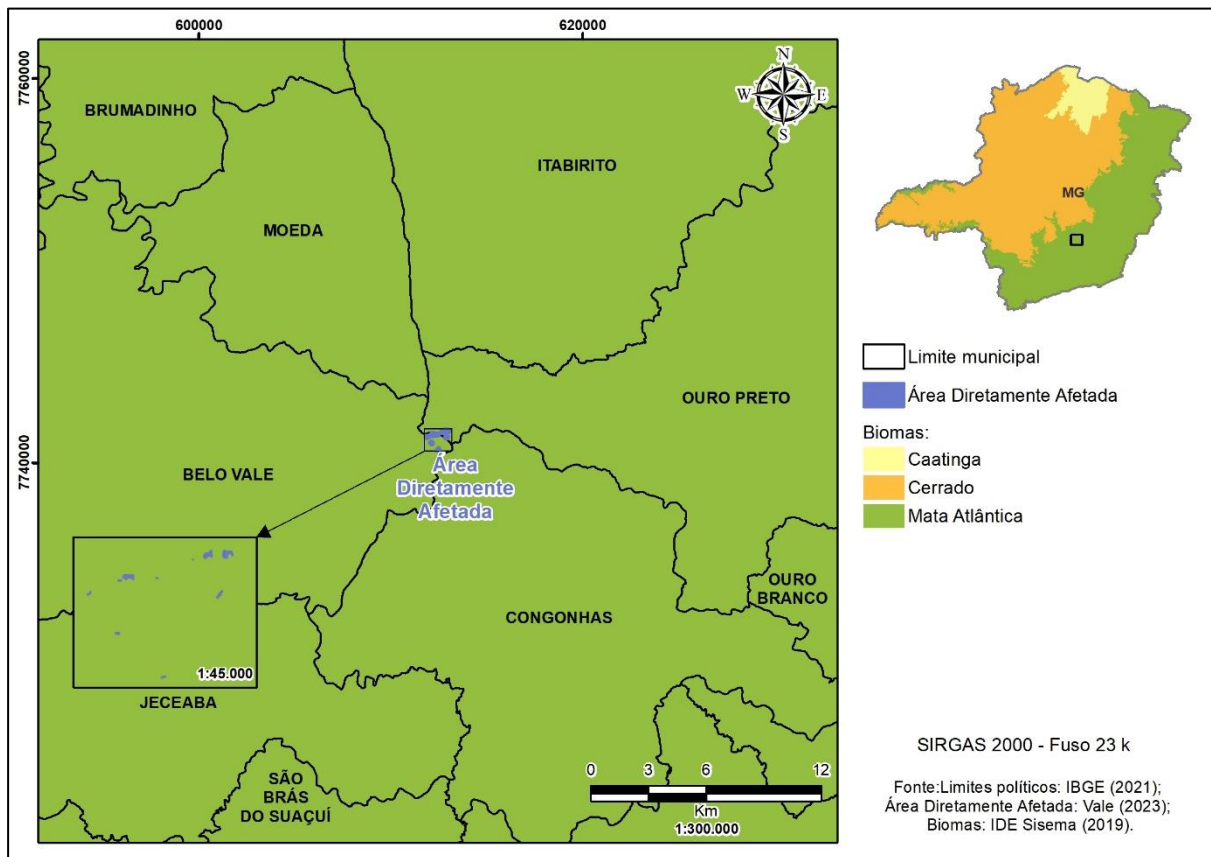 600000
620000
7760000
7740000
N
W
E
S
BRUMADINHO
ITABIRITO
MOEDA
OURO PRETO
BELO VALE
Área
Diretamente
Afetada
OURO
BRANCO
CONGONHAS
1:45.000
JECEABA
SÃO
BRÁS
DO SUAÇUÍ
0 3 6 12
Km
1:300.000
MG
Limite municipal
Área Diretamente Afetada
Biomas:
Caatinga
Cerrado
Mata Atlântica
SIRGAS 2000 - Fuso 23 k
Fonte:Limites políticos: IBGE (2021);
Área Diretamente Afetada: Vale (2023);
Biomas: IDE Sisema (2019).